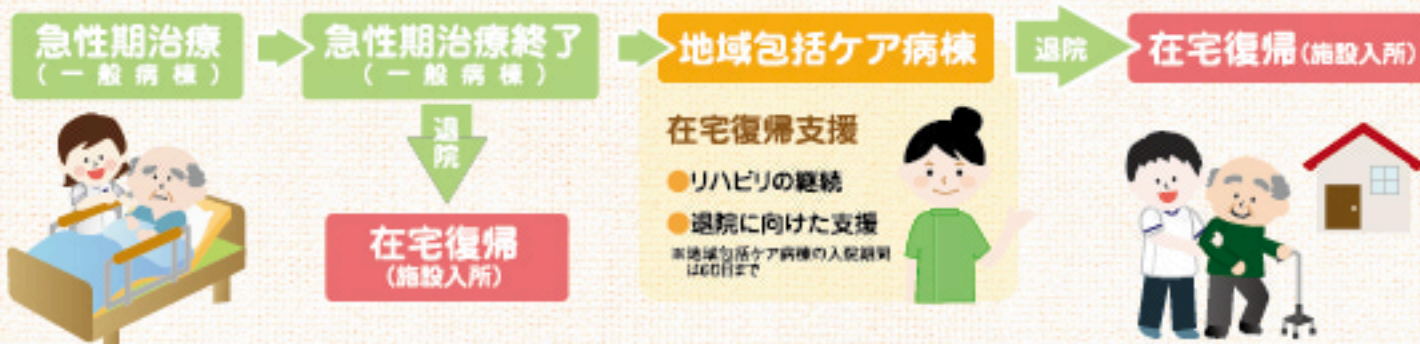 急性期治療
(一般病棟)
急性期治療終了
(一般病棟)
退院
在宅復帰
(施設入所)
地域包括ケア病棟
在宅復帰支援
●リハビリの継続
●退院に向けた支援
※地域包括ケア病棟の入院期間
は60日まで
退院
在宅復帰(施設入所)